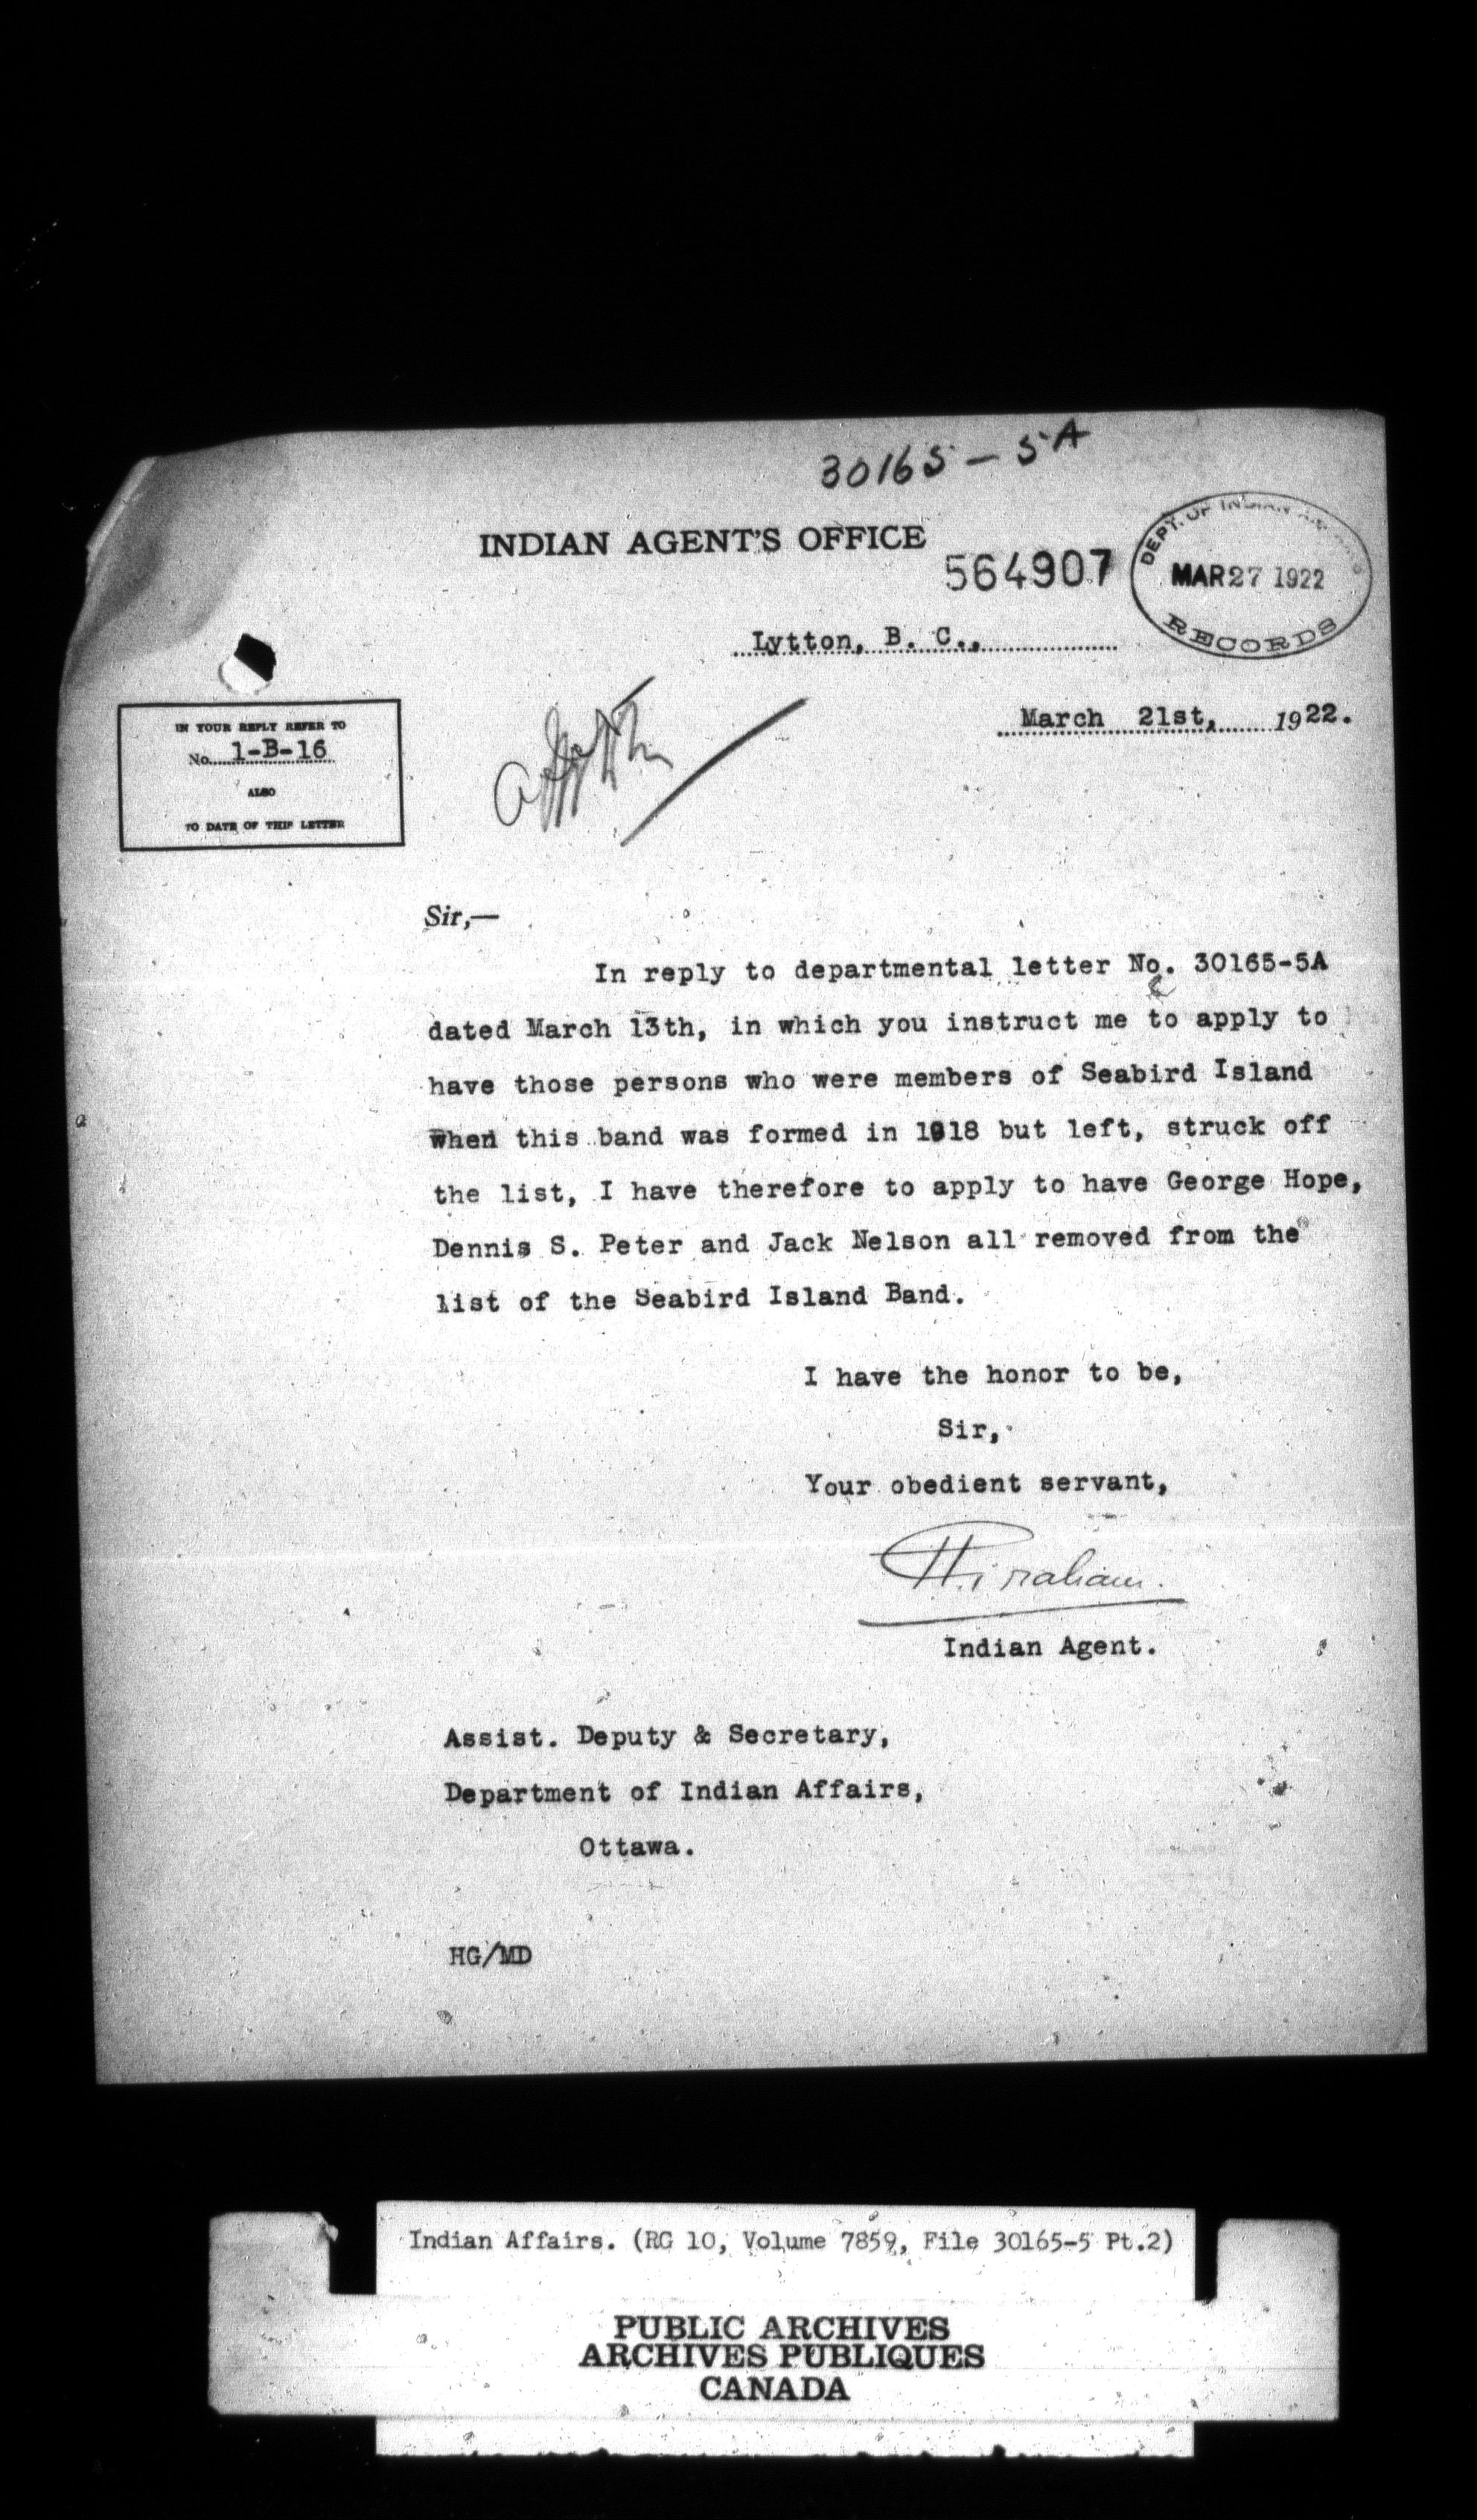 30165-5A
INDIAN AGENT'S OFFICE
564907
DEPT. OF INDIAN
MAR 27 1922
RECORDS
Lytton, B. C.,
March 21st, 1922.
IN YOUR REPLY REFER TO
No. 1-B-16
ALSO
TO DATE OF THIS LETTER
Sir,—
In reply to departmental letter No. 30165-5A
dated March 13th, in which you instruct me to apply to
have those persons who were members of Seabird Island
when this band was formed in 1918 but left, struck off
the list, I have therefore to apply to have George Hope,
Dennis S. Peter and Jack Nelson all removed from the
list of the Seabird Island Band.
I have the honor to be,
Sir,
Your obedient servant,
H. Graham.
Indian Agent.
Assist. Deputy & Secretary,
Department of Indian Affairs,
Ottawa.
HG/MD
Indian Affairs. (RG 10, Volume 7859, File 30165-5 Pt.2)
PUBLIC ARCHIVES
ARCHIVES PUBLIQUES
CANADA